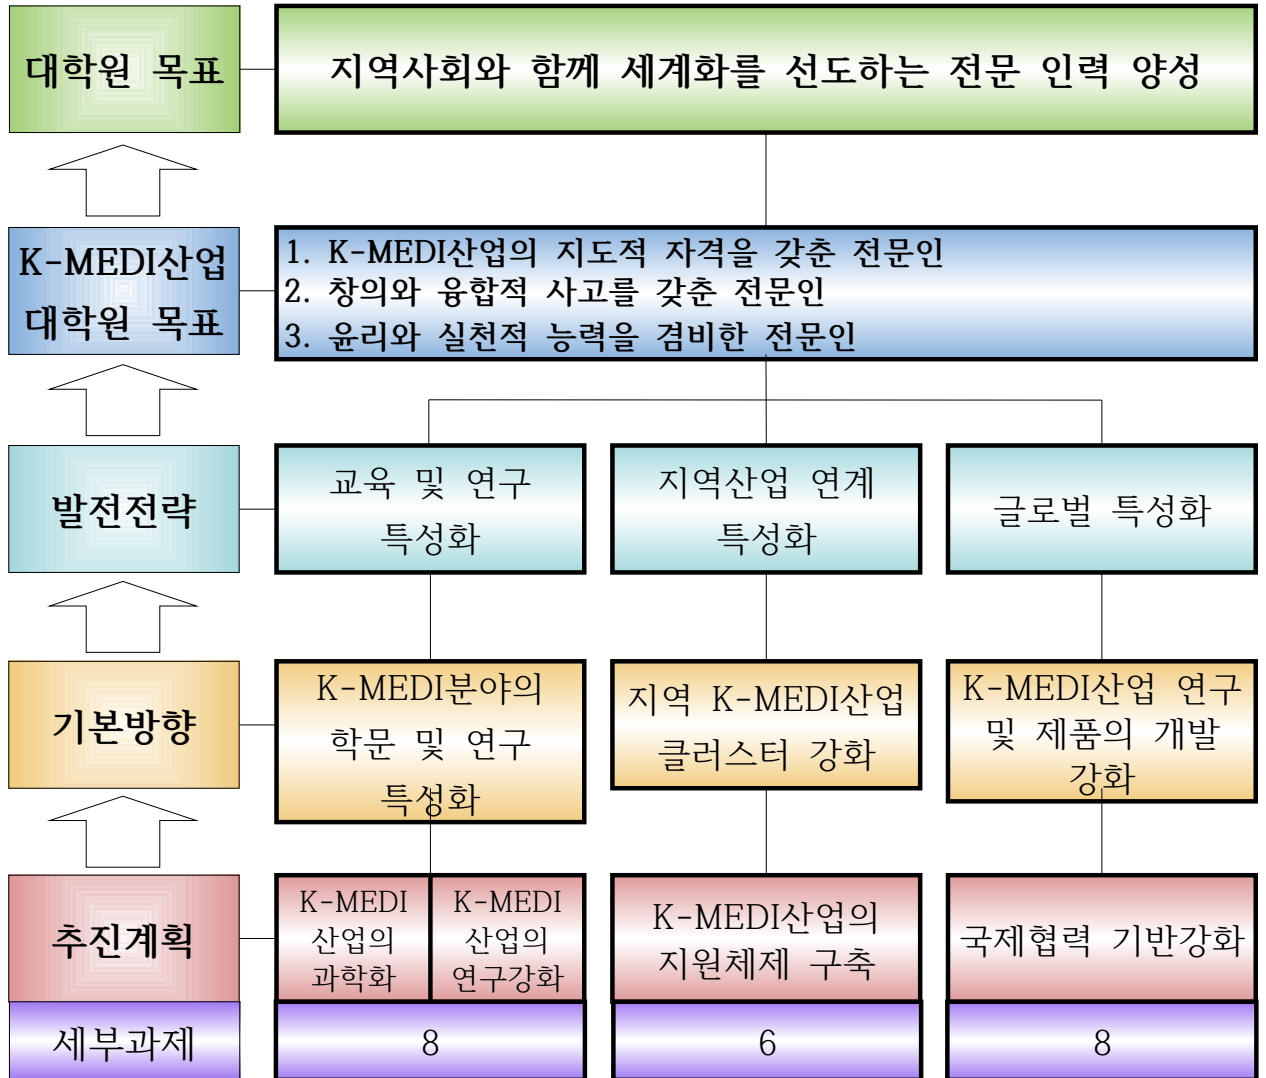 대학원 목표
지역사회와 함께 세계화를 선도하는 전문 인력 양성
K-MEDI산업
대학원 목표
1. K-MEDI산업의 지도적 자격을 갖춘 전문인
2. 창의와 융합적 사고를 갖춘 전문인
3. 윤리와 실천적 능력을 겸비한 전문인
발전전략
교육 및 연구
특성화
지역산업 연계
특성화
글로벌 특성화
기본방향
K-MEDI분야의
학문 및 연구
특성화
지역 K-MEDI산업
클러스터 강화
K-MEDI산업 연구
및 제품의 개발
강화
추진계획
K-MEDI
산업의
과학화
K-MEDI
산업의
연구강화
K-MEDI산업의
지원체제 구축
국제협력 기반강화
세부과제
8
6
8